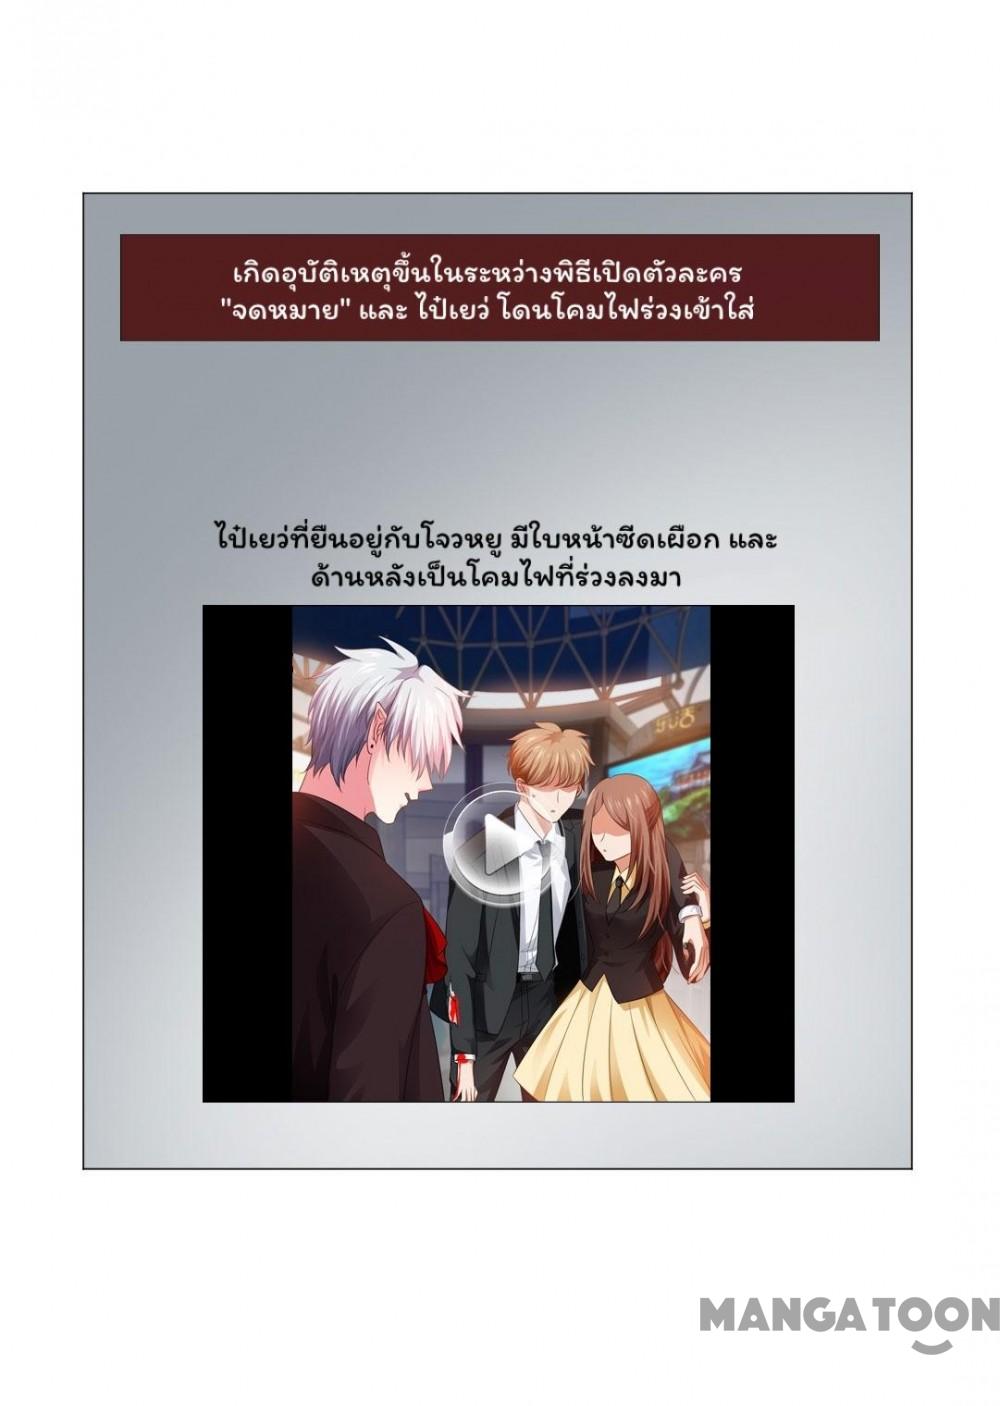 เกิดอุบัติเหตุขึ้นในระหว่างพิธีเปิดตัวละคร
"จดหมาย" และ ไป๋เยว่ โดนโคมไฟร่วงเข้าใส่
ไป๋เยว่ที่ยืนอยู่กับโจวหยู มีใบหน้าซีดเผือก และ
ด้านหลังเป็นโคมไฟที่ร่วงลงมา
MANGATOON